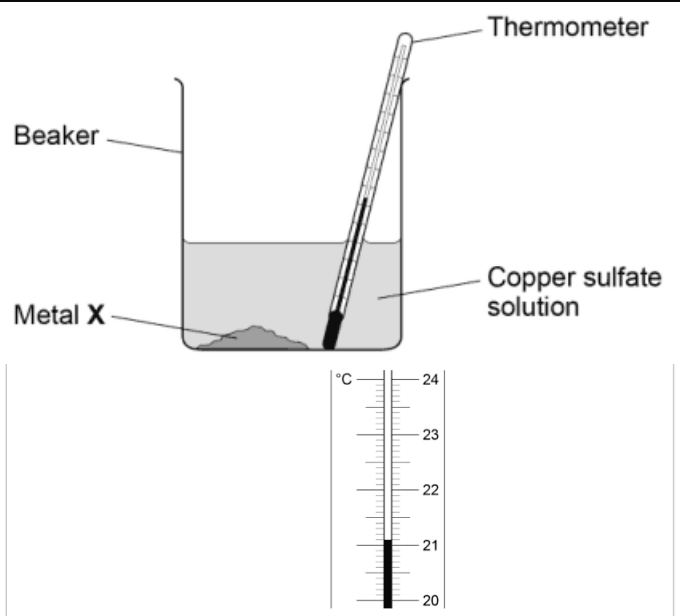 Thermometer
Beaker
Copper sulfate
solution
Metal X
°C
24
23
22
21
20